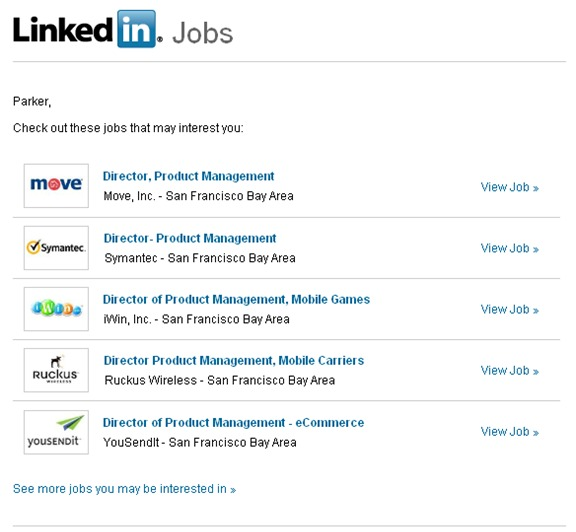 LinkedIn® Jobs
Parker,
Check out these jobs that may interest you:
move
Director, Product Management
Move, Inc. - San Francisco Bay Area
View Job »
Symantec.
Director- Product Management
Symantec - San Francisco Bay Area
View Job »
iWin
Director of Product Management, Mobile Games
iWin, Inc. - San Francisco Bay Area
View Job »
RUCKUS
WIRELESS
Director Product Management, Mobile Carriers
Ruckus Wireless - San Francisco Bay Area
View Job »
YOUSENDIT
Director of Product Management - eCommerce
YouSendIt - San Francisco Bay Area
View Job »
See more jobs you may be interested in »